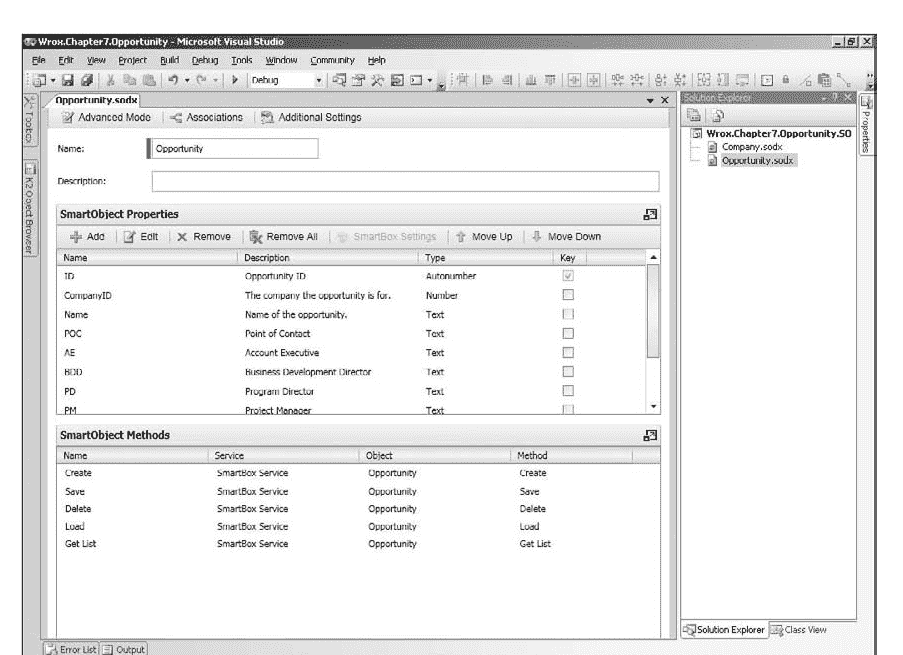 Wrox.Chapter7.Opportunity - Microsoft Visual Studio
File Edit View Project Build Debug Tools Window Community Help
Debug
Opportunity.sodx
Solution Explorer
Advanced Mode Associations Additional Settings
Name: Opportunity
Description:
SmartObject Properties
Add Edit Remove Remove All SmartBox Settings Move Up Move Down
Name Description Type Key
ID Opportunity ID Autonumber
CompanyID The company the opportunity is for. Number
Name Name of the opportunity. Text
POC Point of Contact Text
AE Account Executive Text
BDD Business Development Director Text
PD Program Director Text
PM Project Manager Text
SmartObject Methods
Name Service Object Method
Create SmartBox Service Opportunity Create
Save SmartBox Service Opportunity Save
Delete SmartBox Service Opportunity Delete
Load SmartBox Service Opportunity Load
Get List SmartBox Service Opportunity Get List
Wrox.Chapter7.Opportunity.SO
Company.sodx
Opportunity.sodx
Solution Explorer Class View
Error List Output
Toolbox
K2 Object Browser
Properties